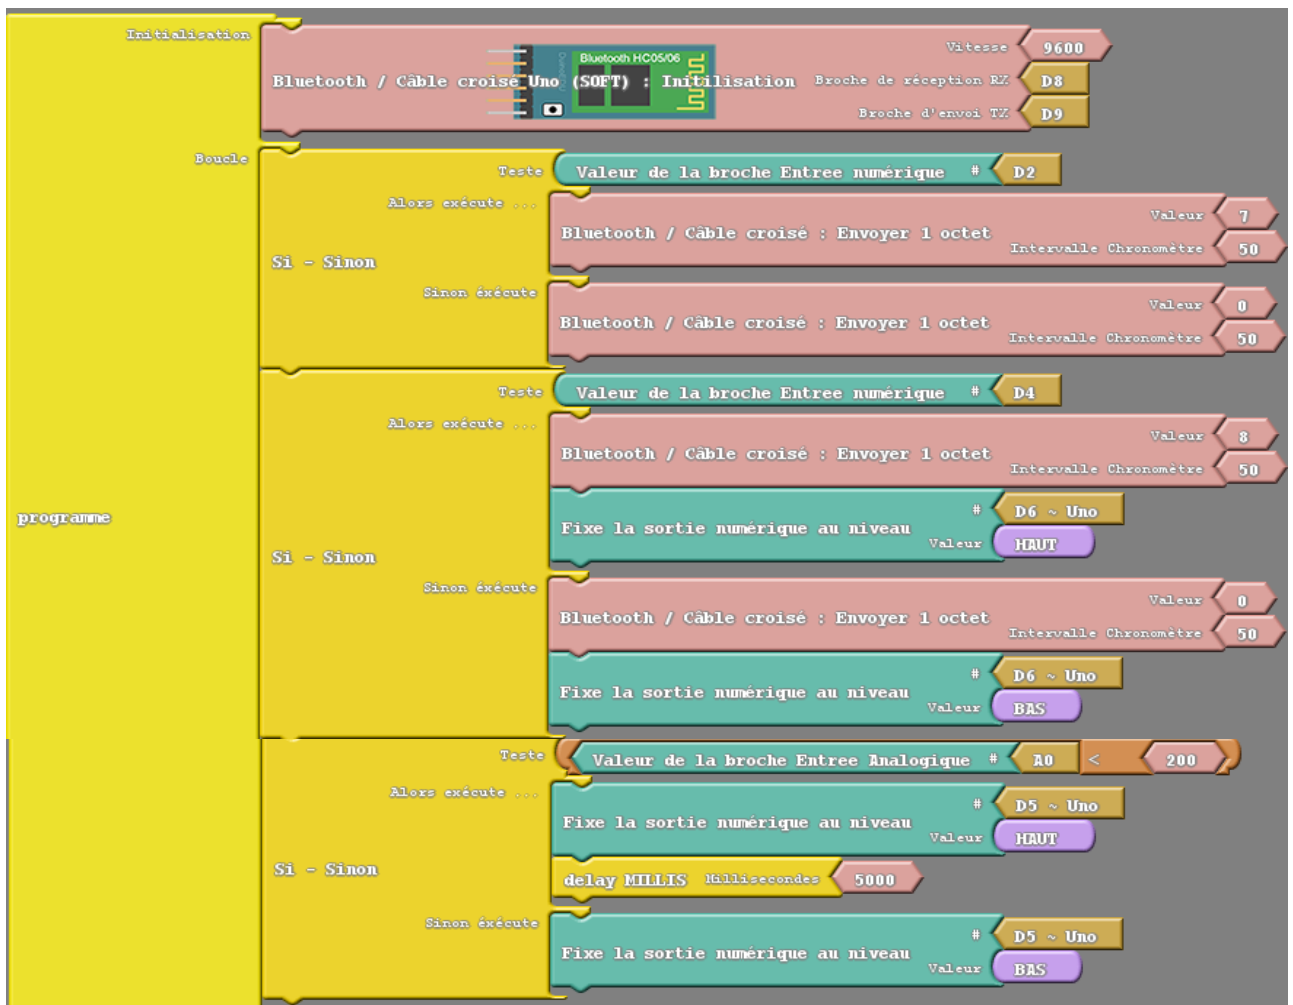 Initialisation
Vitesse 9600
Bluetooth HC05/06
Bluetooth / Câble croisé Uno (SOFT) : Initilisation Broche de réception RX D8
Broche d'envoi TX D9
Boucle
Teste Valeur de la broche Entree numérique # D2
Alors exécute ...
Valeur 7
Bluetooth / Câble croisé : Envoyer 1 octet
Intervalle Chronomètre 50
Si - Sinon
Sinon éxécute
Valeur 0
Bluetooth / Câble croisé : Envoyer 1 octet
Intervalle Chronomètre 50
Teste Valeur de la broche Entree numérique # D4
Alors exécute ...
Valeur 8
Bluetooth / Câble croisé : Envoyer 1 octet
Intervalle Chronomètre 50
programme
# D6 ~ Uno
Fixe la sortie numérique au niveau
Valeur HAUT
Si - Sinon
Sinon éxécute
Valeur 0
Bluetooth / Câble croisé : Envoyer 1 octet
Intervalle Chronomètre 50
# D6 ~ Uno
Fixe la sortie numérique au niveau
Valeur BAS
Teste Valeur de la broche Entree Analogique # A0 < 200
Alors exécute ...
# D5 ~ Uno
Fixe la sortie numérique au niveau
Valeur HAUT
Si - Sinon
delay MILLIS Millisecondes 5000
Sinon éxécute
# D5 ~ Uno
Fixe la sortie numérique au niveau
Valeur BAS